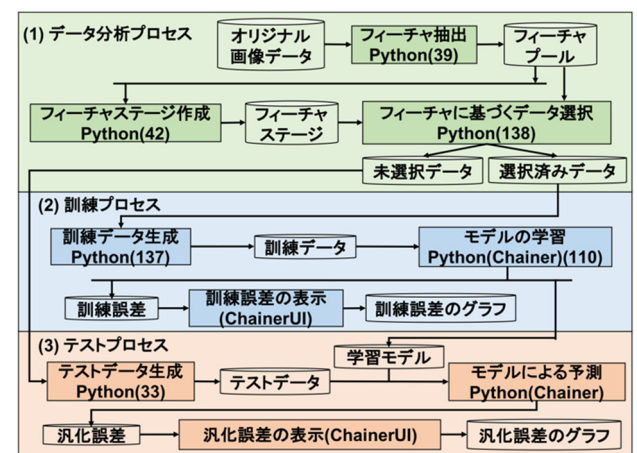 (1) データ分析プロセス
オリジナル
画像データ
フィーチャ抽出
Python(39)
フィーチャ
プール
フィーチャステージ作成
Python(42)
フィーチャ
ステージ
フィーチャに基づくデータ選択
Python(138)
未選択データ
選択済みデータ
(2) 訓練プロセス
訓練データ生成
Python(137)
訓練データ
モデルの学習
Python(Chainer)(110)
訓練誤差
訓練誤差の表示
(ChainerUI)
訓練誤差のグラフ
(3) テストプロセス
学習モデル
テストデータ生成
Python(33)
テストデータ
モデルによる予測
Python(Chainer)
汎化誤差
汎化誤差の表示(ChainerUI)
汎化誤差のグラフ